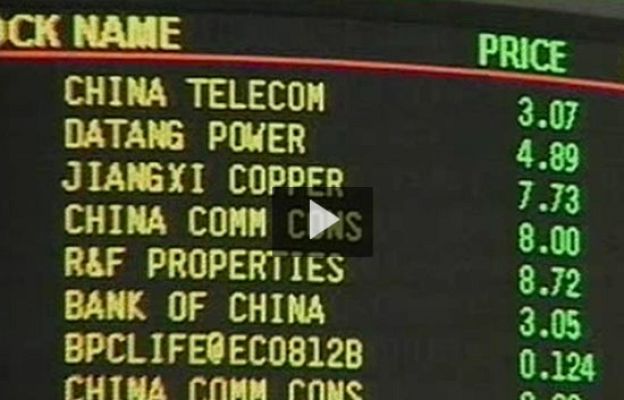 OCK NAME PRICE
CHINA TELECOM 3.07
DATANG POWER 4.89
JIANGXI COPPER 7.73
CHINA COMM CONS 8.00
R&F PROPERTIES 8.72
BANK OF CHINA 3.05
BPCLIFE@ECO812B 0.124
CHINA COMM CONS